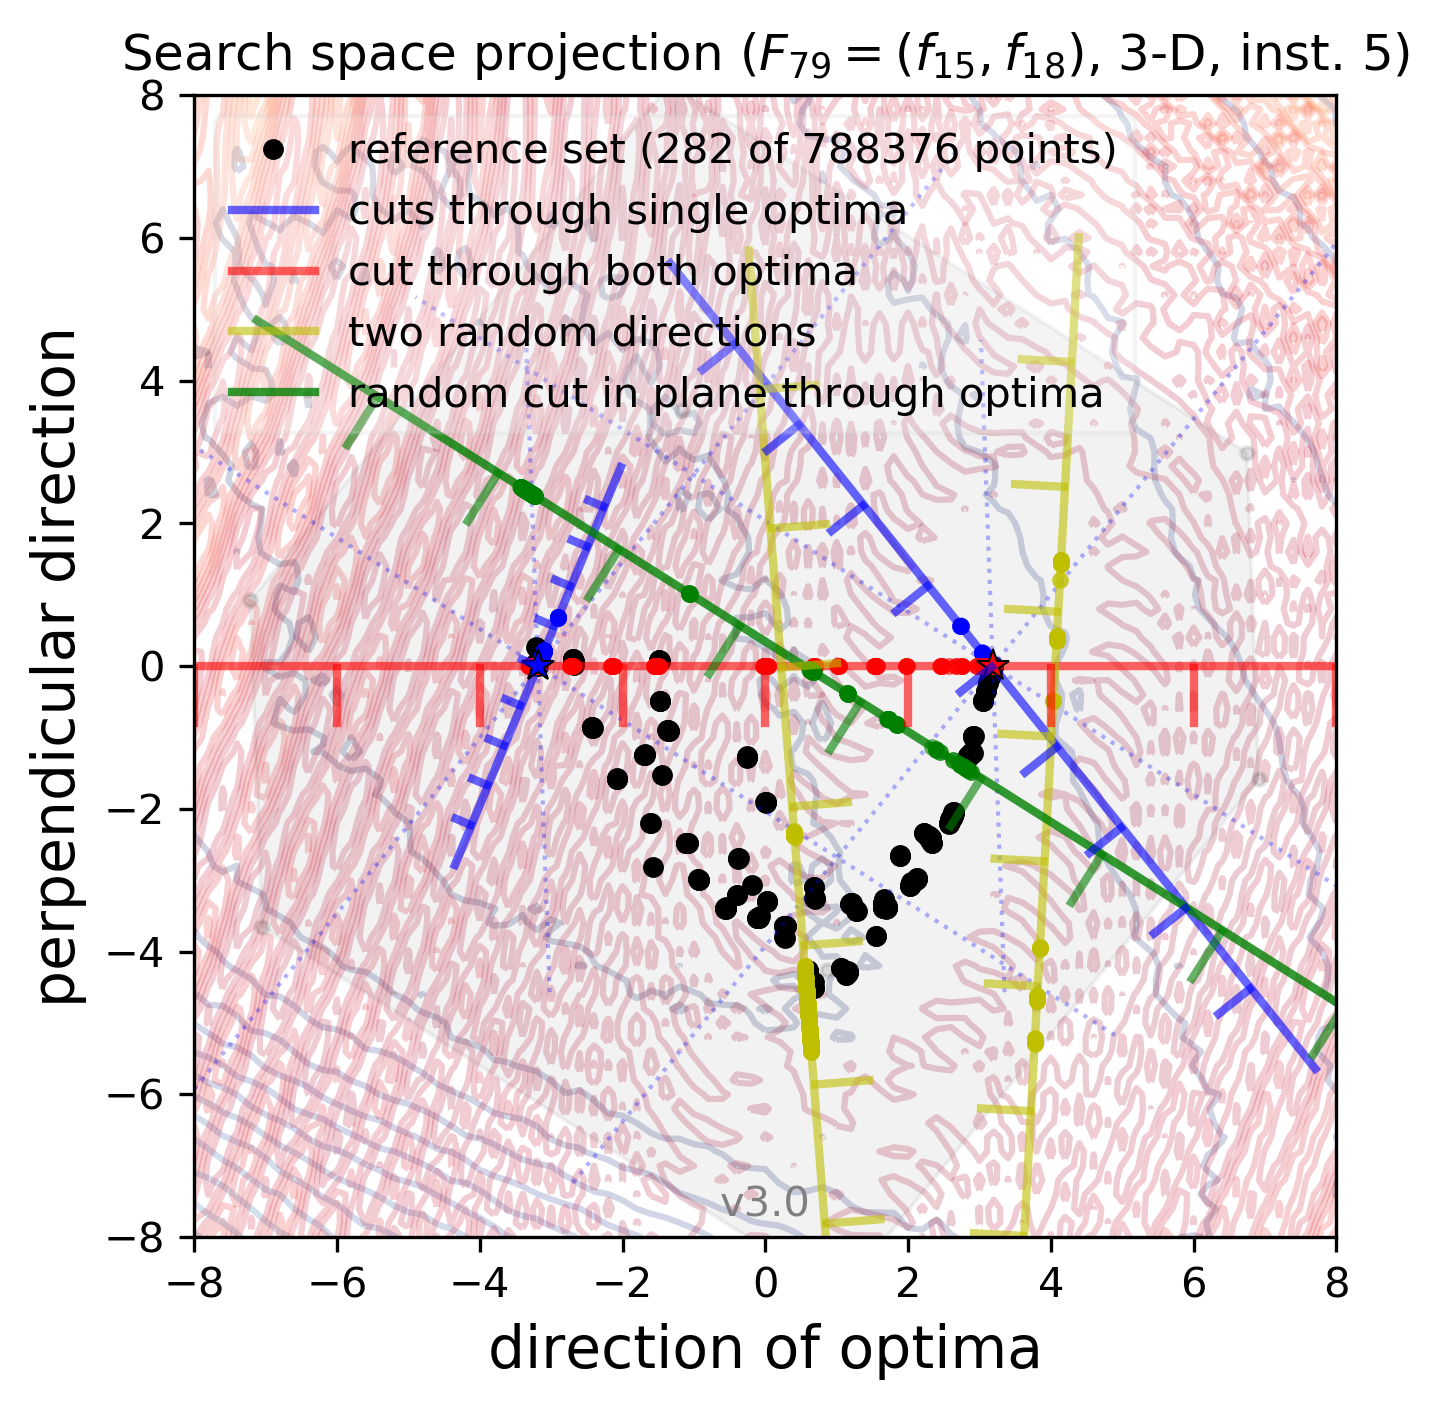 Search space projection (F79 = (f15, f18), 3-D, inst. 5)
8
6
4
2
0
−2
−4
−6
−8
perpendicular direction
reference set (282 of 788376 points)
cuts through single optima
cut through both optima
two random directions
random cut in plane through optima
v3.0
−8 −6 −4 −2 0 2 4 6 8
direction of optima